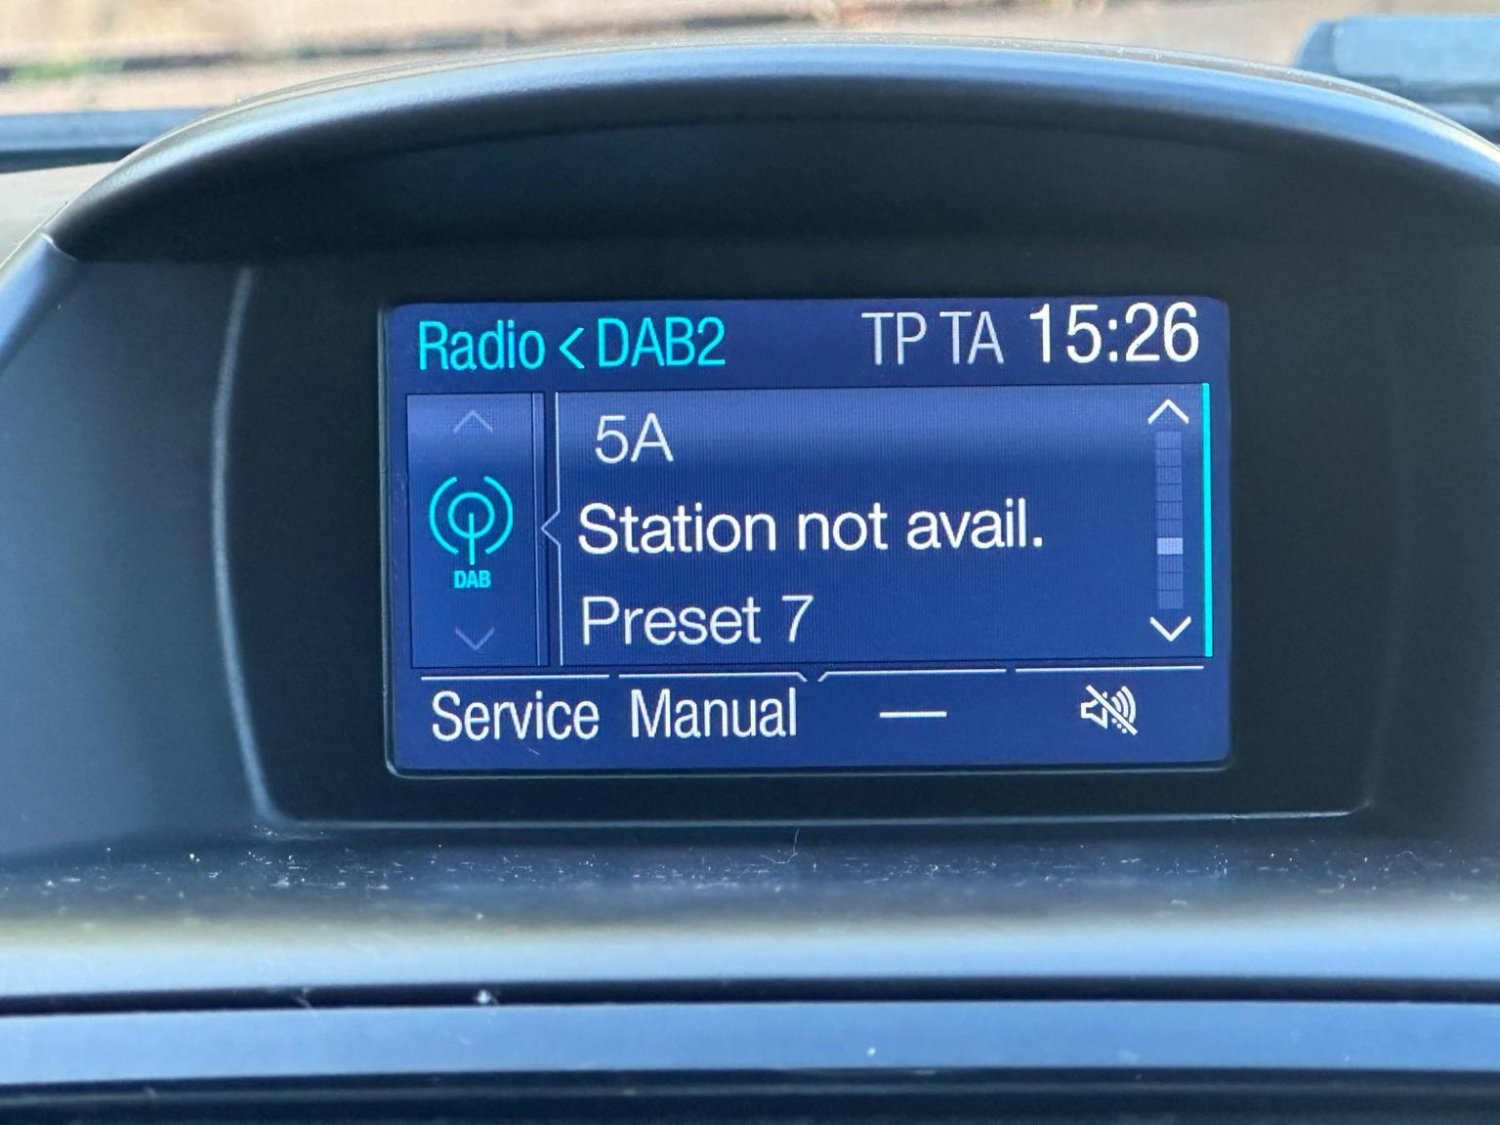 Radio < DAB2 TP TA 15:26
5A
Station not avail.
DAB
Preset 7
Service Manual —